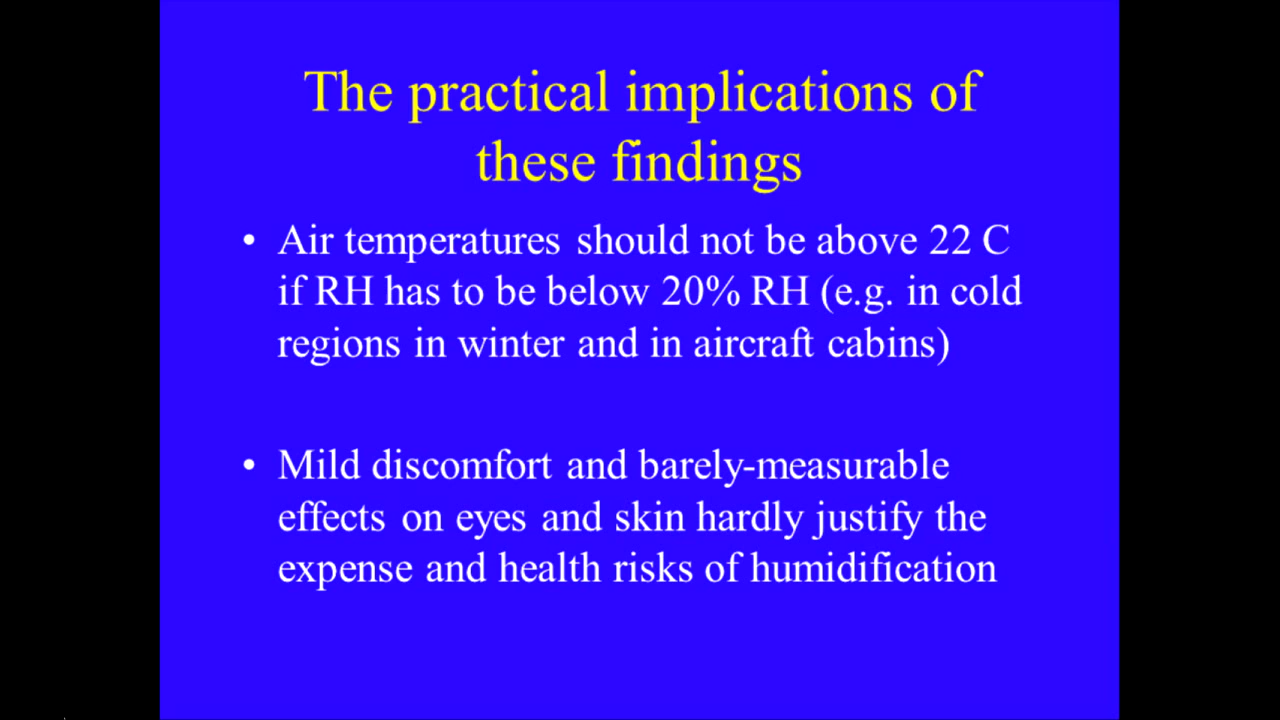 The practical implications of
these findings
• Air temperatures should not be above 22 C
if RH has to be below 20% RH (e.g. in cold
regions in winter and in aircraft cabins)
• Mild discomfort and barely-measurable
effects on eyes and skin hardly justify the
expense and health risks of humidification